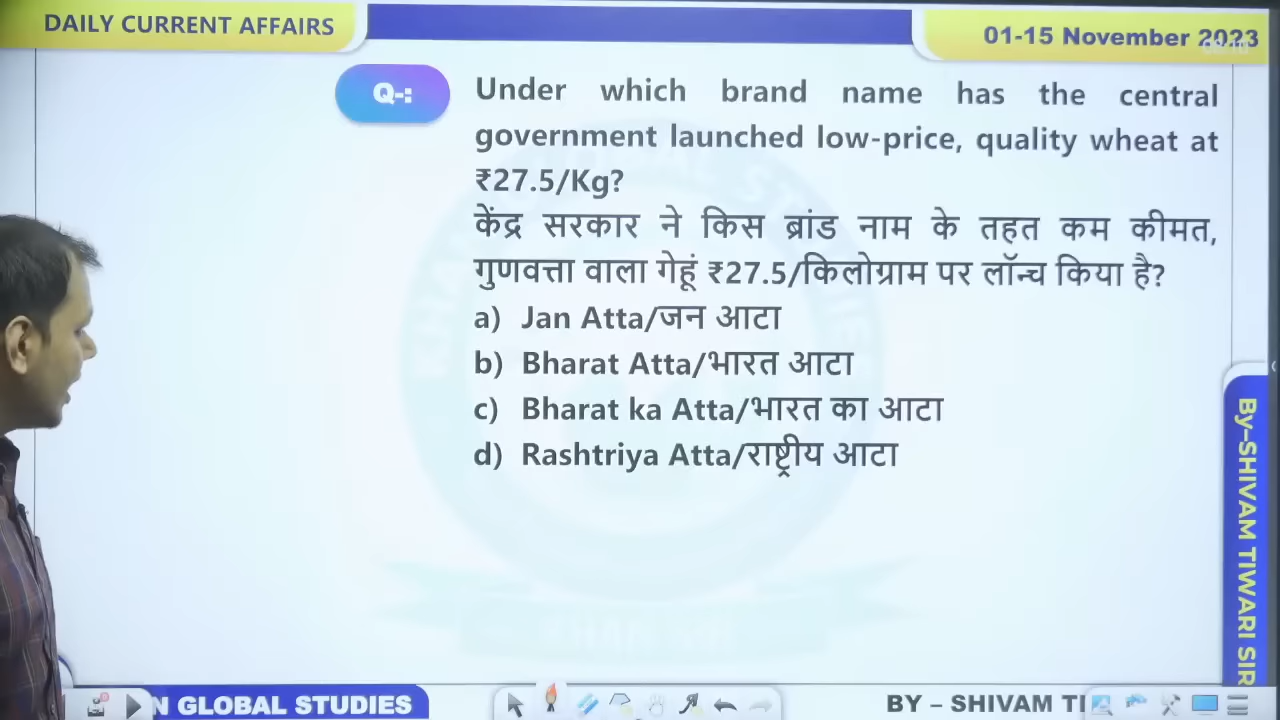 DAILY CURRENT AFFAIRS
01-15 November 2023
Q-:
Under which brand name has the central
government launched low-price, quality wheat at
₹27.5/Kg?
केंद्र सरकार ने किस ब्रांड नाम के तहत कम कीमत,
गुणवत्ता वाला गेहूं ₹27.5/किलोग्राम पर लॉन्च किया है?
a) Jan Atta/जन आटा
b) Bharat Atta/भारत आटा
c) Bharat ka Atta/भारत का आटा
d) Rashtriya Atta/राष्ट्रीय आटा
By-SHIVAM TIWARI SIR
N GLOBAL STUDIES
BY – SHIVAM TI